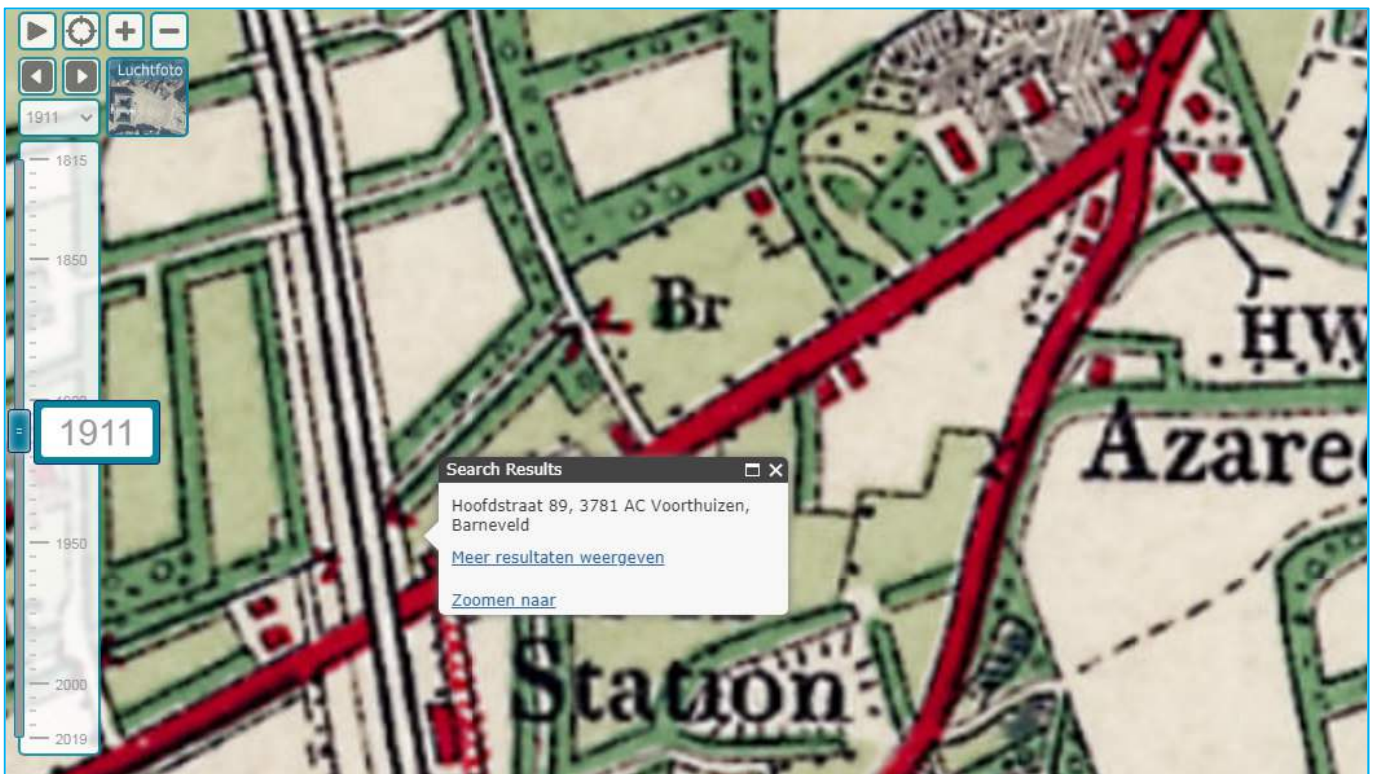 Luchtfoto
1911
1815
1850
1911
1950
2000
2019
Br
HW
Azare
Search Results
Hoofdstraat 89, 3781 AC Voorthuizen,
Barneveld
Meer resultaten weergeven
Zoomen naar
Station